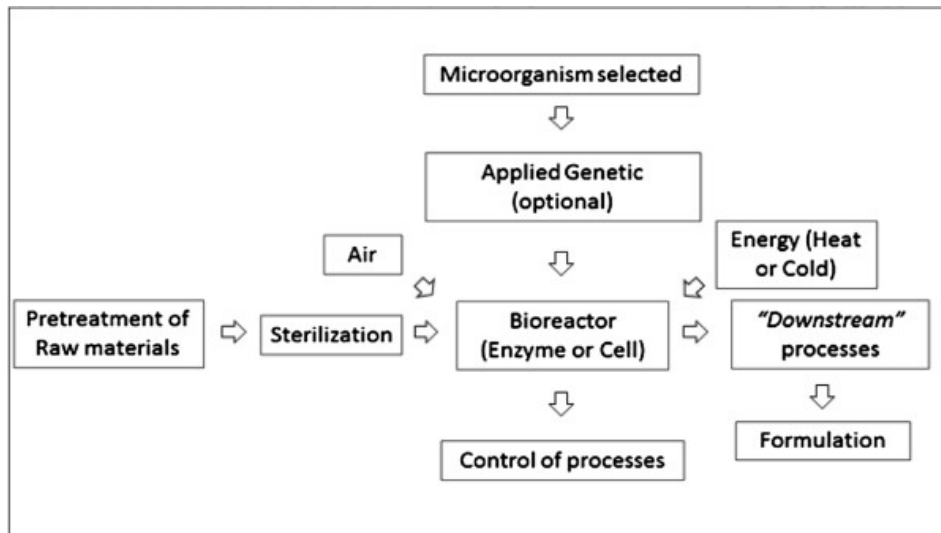 Microorganism selected
Applied Genetic
(optional)
Air
Energy (Heat
or Cold)
Pretreatment of
Raw materials
Sterilization
Bioreactor
(Enzyme or Cell)
“Downstream”
processes
Control of processes
Formulation